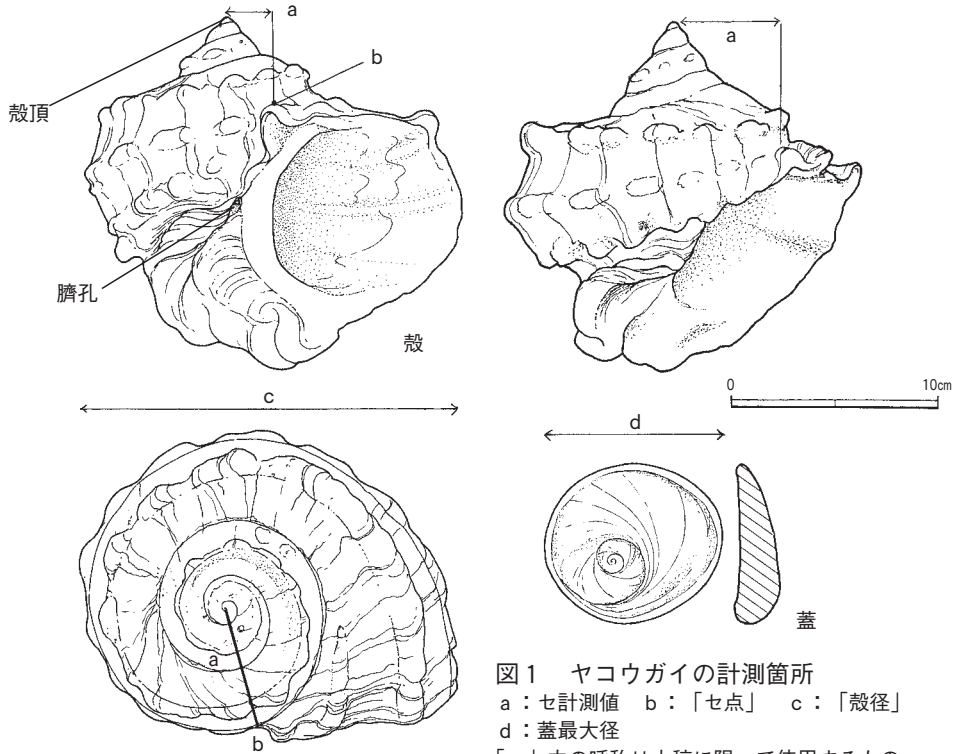 a
a
b
殻頂
臍孔
殻
0 10cm
c
d
a
b
蓋
図1 ヤコウガイの計測箇所
a：セ計測値 b：「セ点」 c：「殻径」
d：蓋最大径